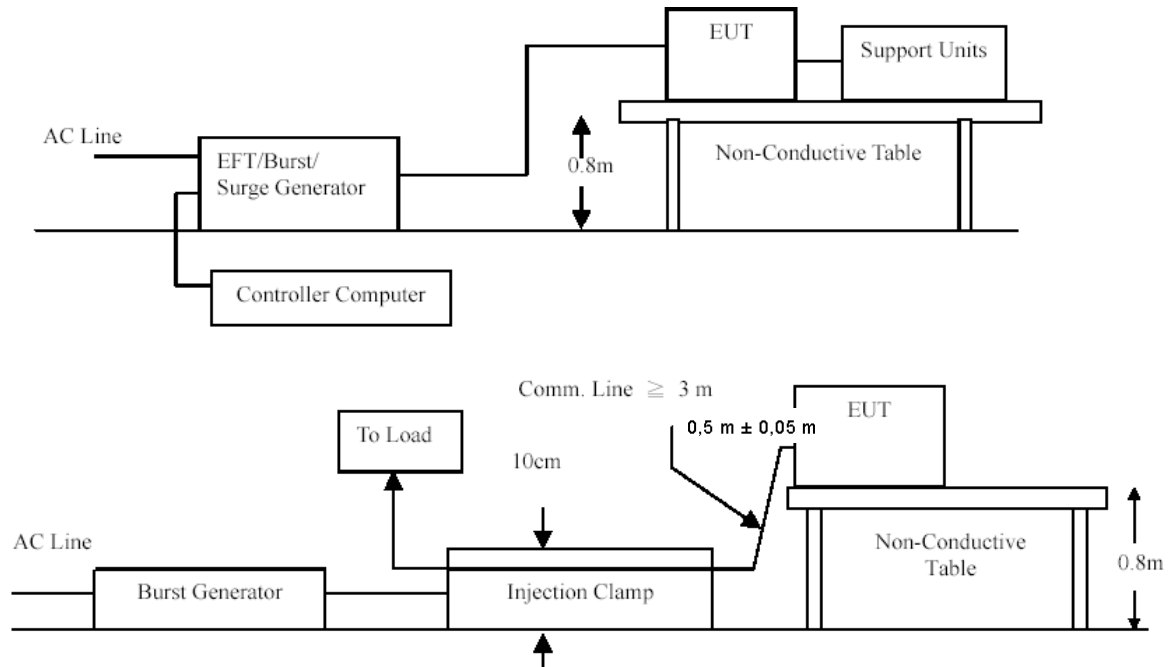 EUT
Support Units
AC Line
EFT/Burst/
Surge Generator
0.8m
Non-Conductive Table
Controller Computer
Comm. Line ≧ 3 m
EUT
To Load
0,5 m ± 0,05 m
10cm
AC Line
Non-Conductive
Table
0.8m
Burst Generator
Injection Clamp